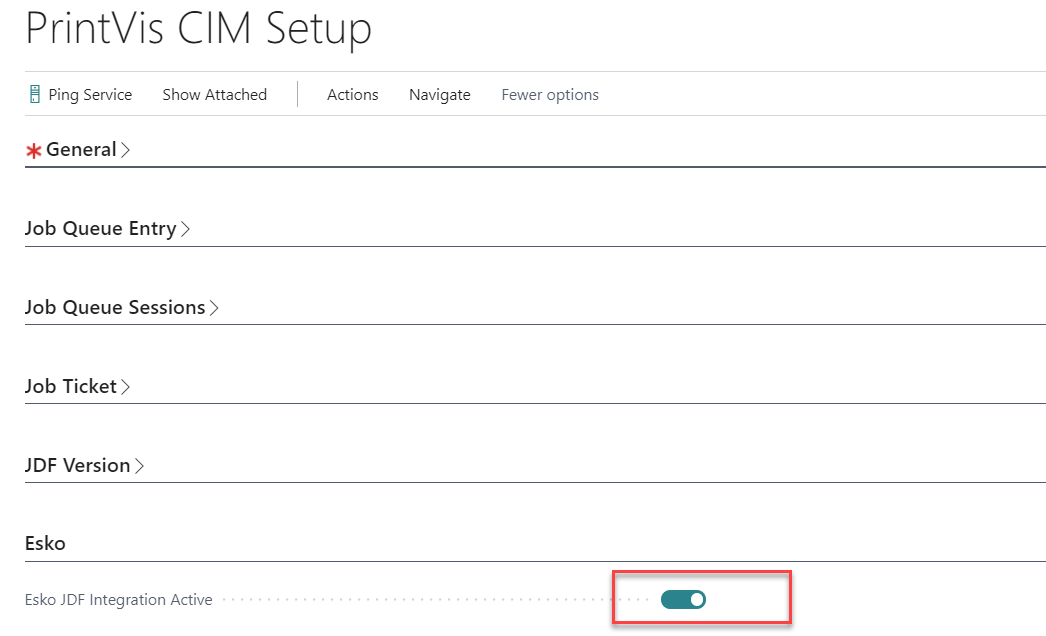 PrintVis CIM Setup
Ping Service Show Attached Actions Navigate Fewer options
General
Job Queue Entry
Job Queue Sessions
Job Ticket
JDF Version
Esko
Esko JDF Integration Active